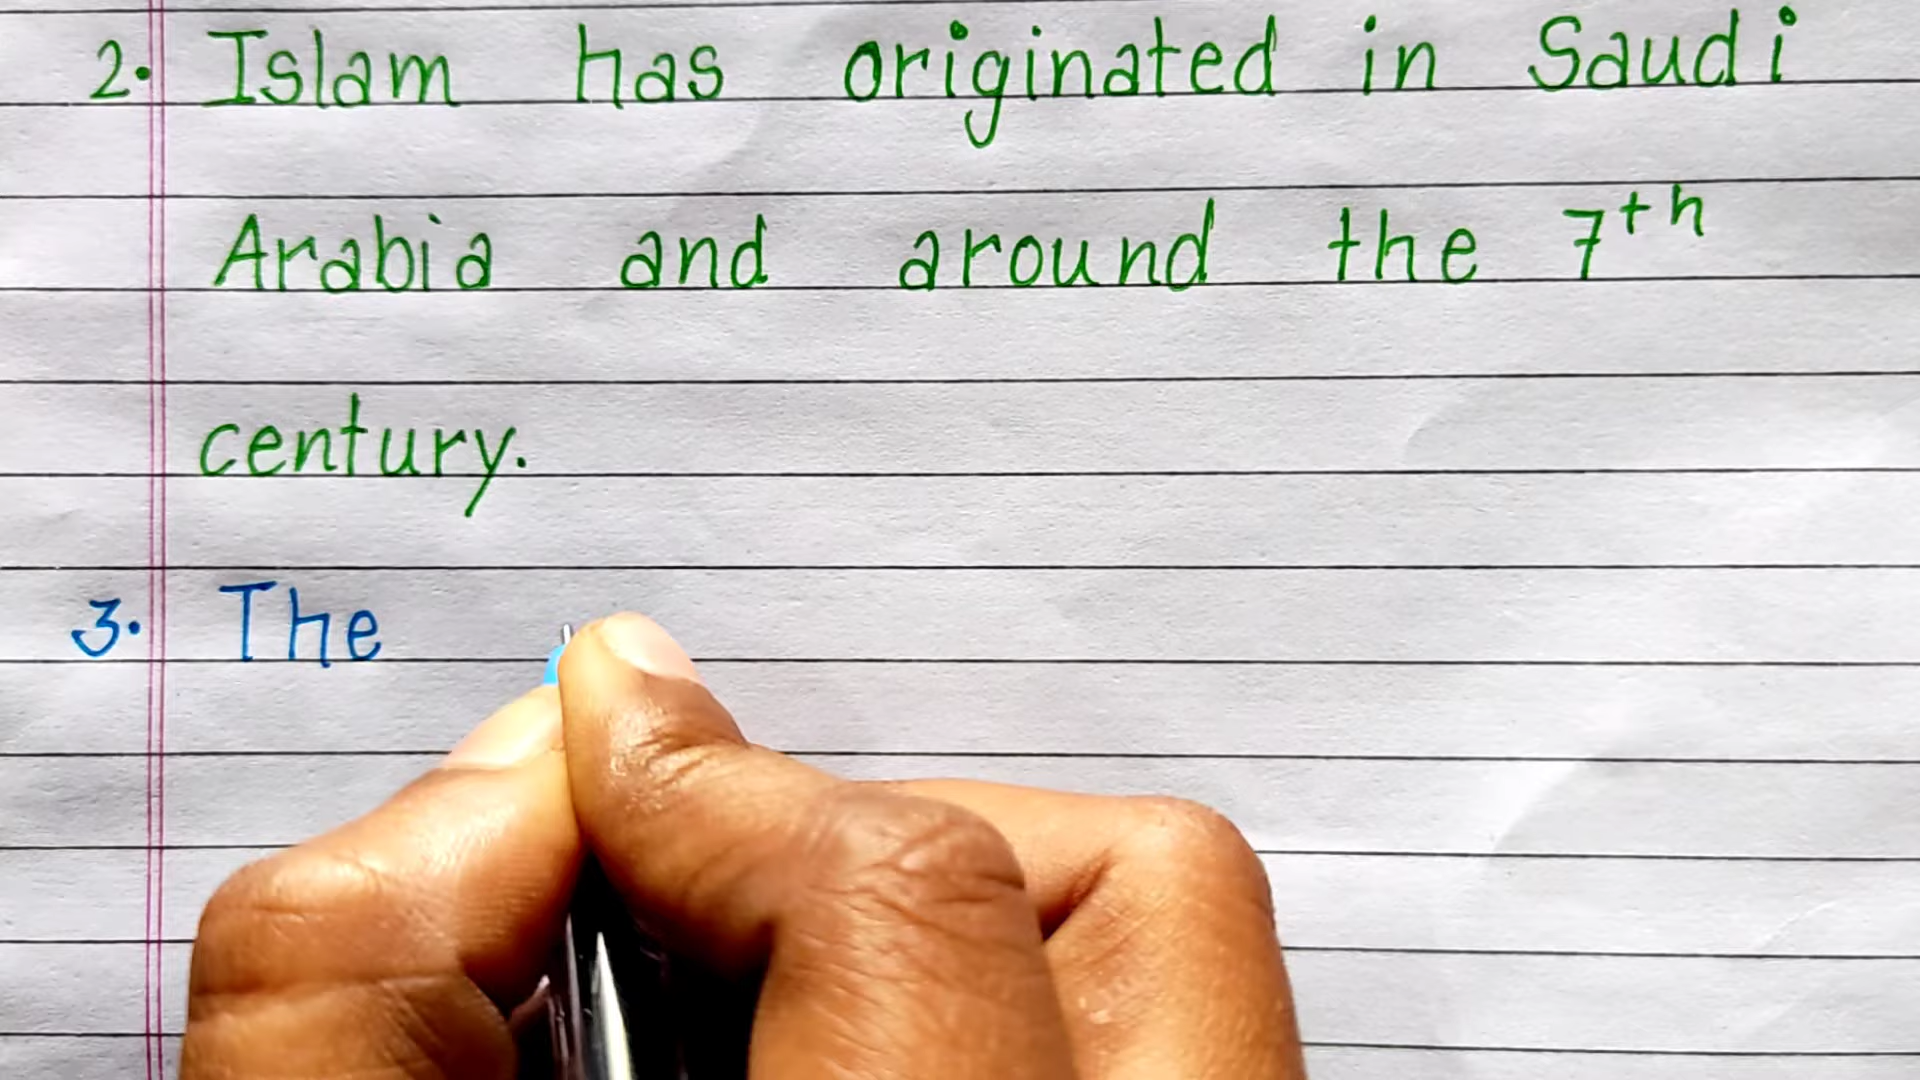 2. Islam has originated in Saudi
Arabia and around the 7th
century.
3. The